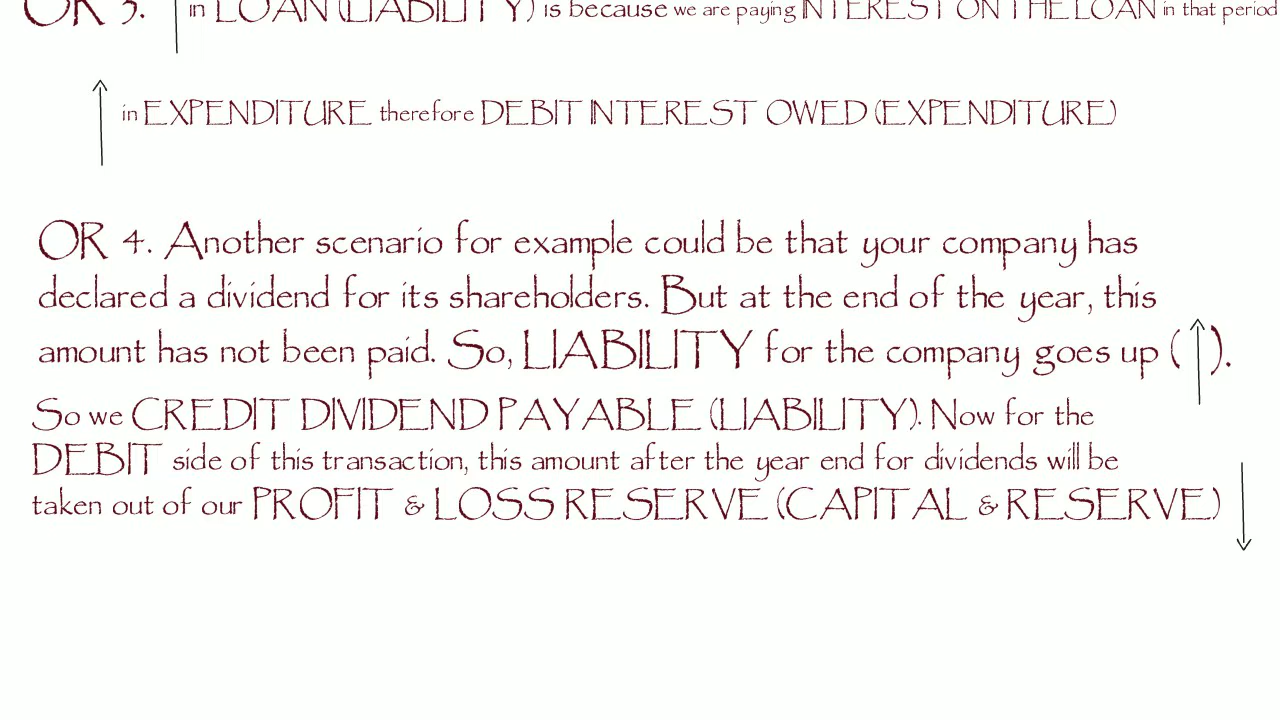 OR 3. in LOAN (LIABILITY) is because we are paying INTEREST ON THE LOAN in that period
in EXPENDITURE therefore DEBIT INTEREST OWED (EXPENDITURE)
OR 4. Another scenario for example could be that your company has
declared a dividend for its shareholders. But at the end of the year, this
amount has not been paid. So, LIABILITY for the company goes up (↑).
So we CREDIT DIVIDEND PAYABLE (LIABILITY). Now for the
DEBIT side of this transaction, this amount after the year end for dividends will be
taken out of our PROFIT & LOSS RESERVE (CAPITAL & RESERVE) ↓